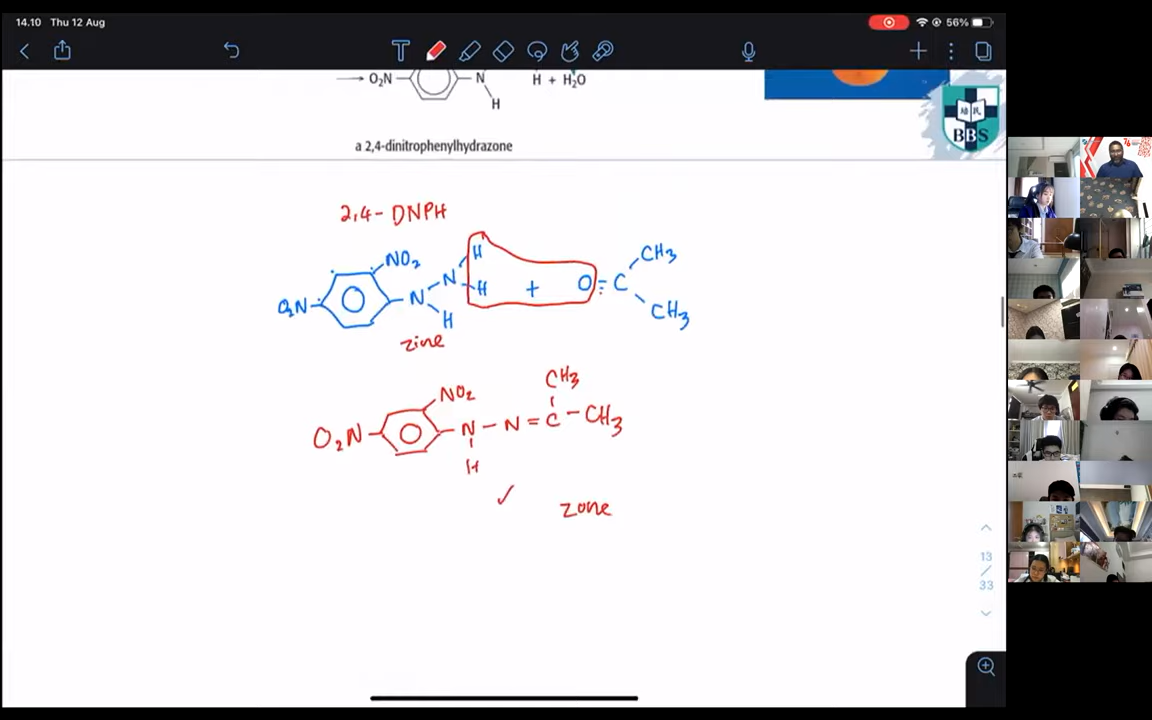 14.10 Thu 12 Aug
56%
T
→ O₂N N H + H₂O
H
a 2,4-dinitrophenylhydrazone
BBS
2,4- DNPH
NO₂ H CH₃
O₂N N N H + O = C
H CH₃
zine
CH₃
NO₂
O₂N N - N = C - CH₃
H
✓ zone
13
/
33